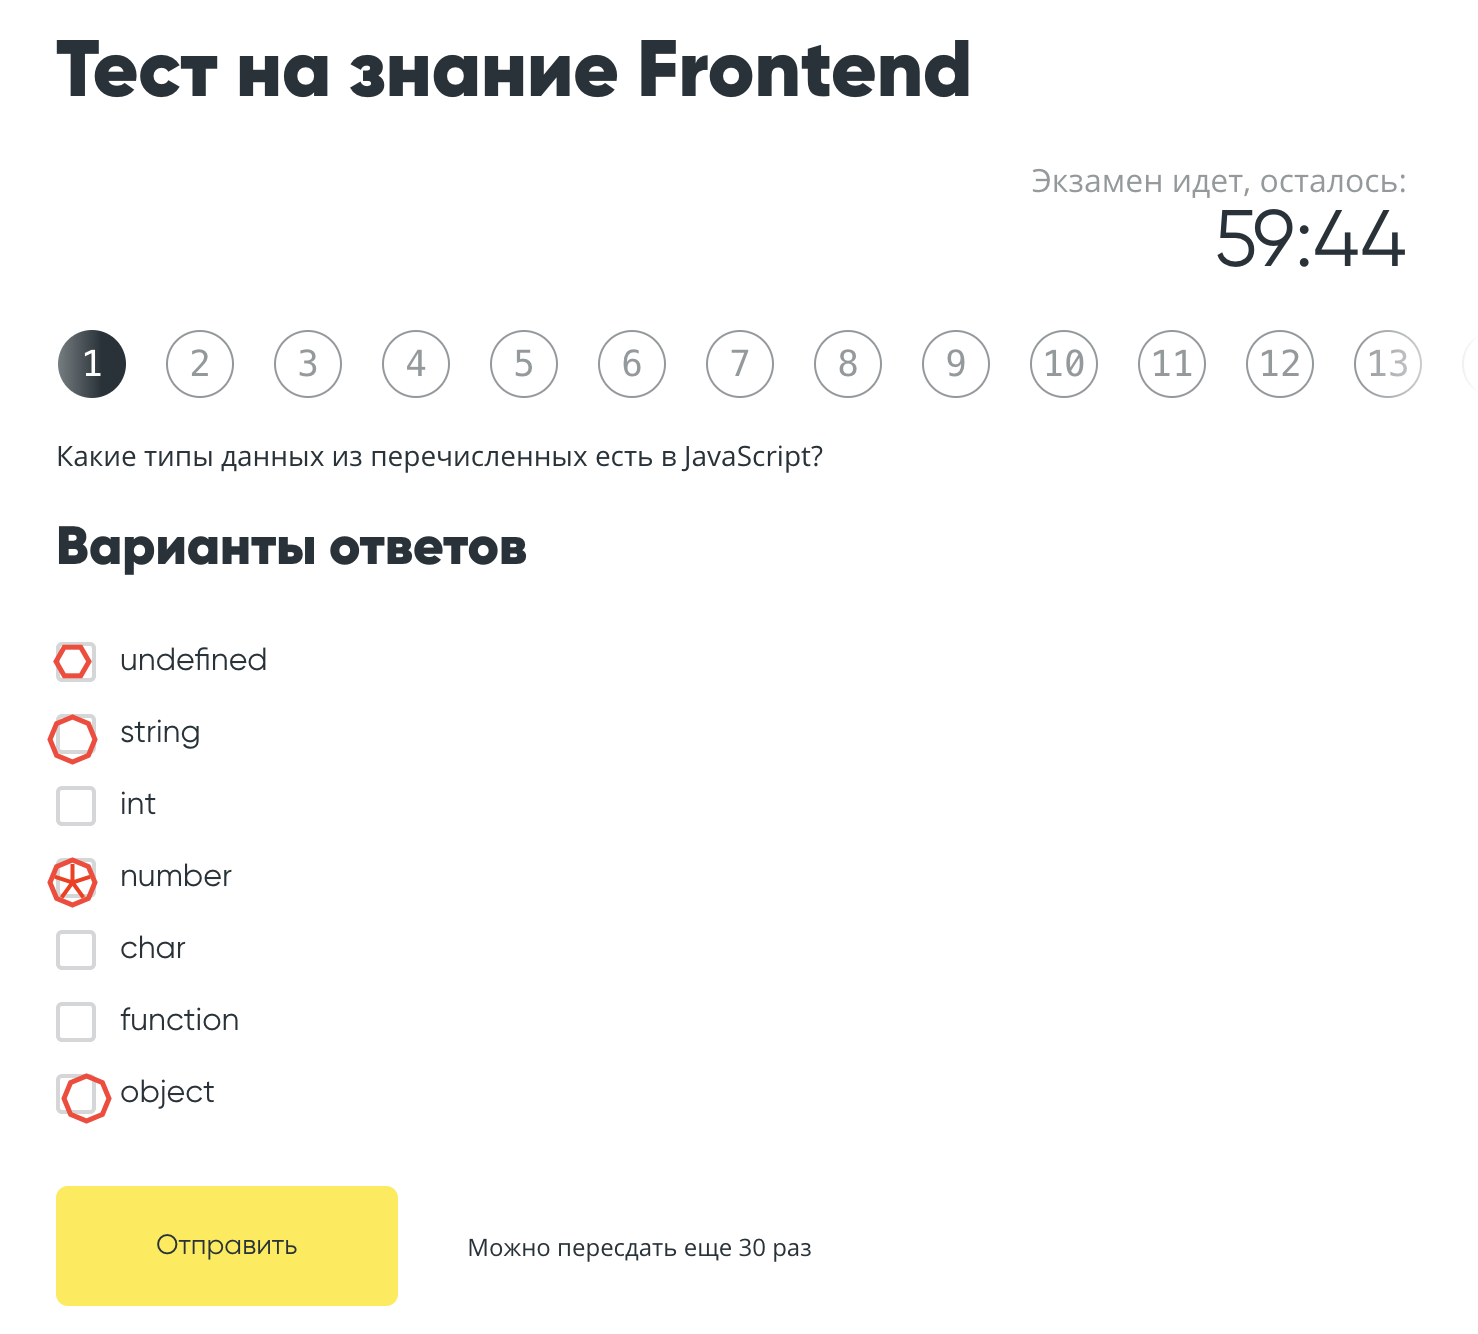 Тест на знание Frontend
Экзамен идет, осталось:
59:44
1 2 3 4 5 6 7 8 9 10 11 12 13
Какие типы данных из перечисленных есть в JavaScript?
Варианты ответов
undefined
string
int
number
char
function
object
Отправить
Можно пересдать еще 30 раз